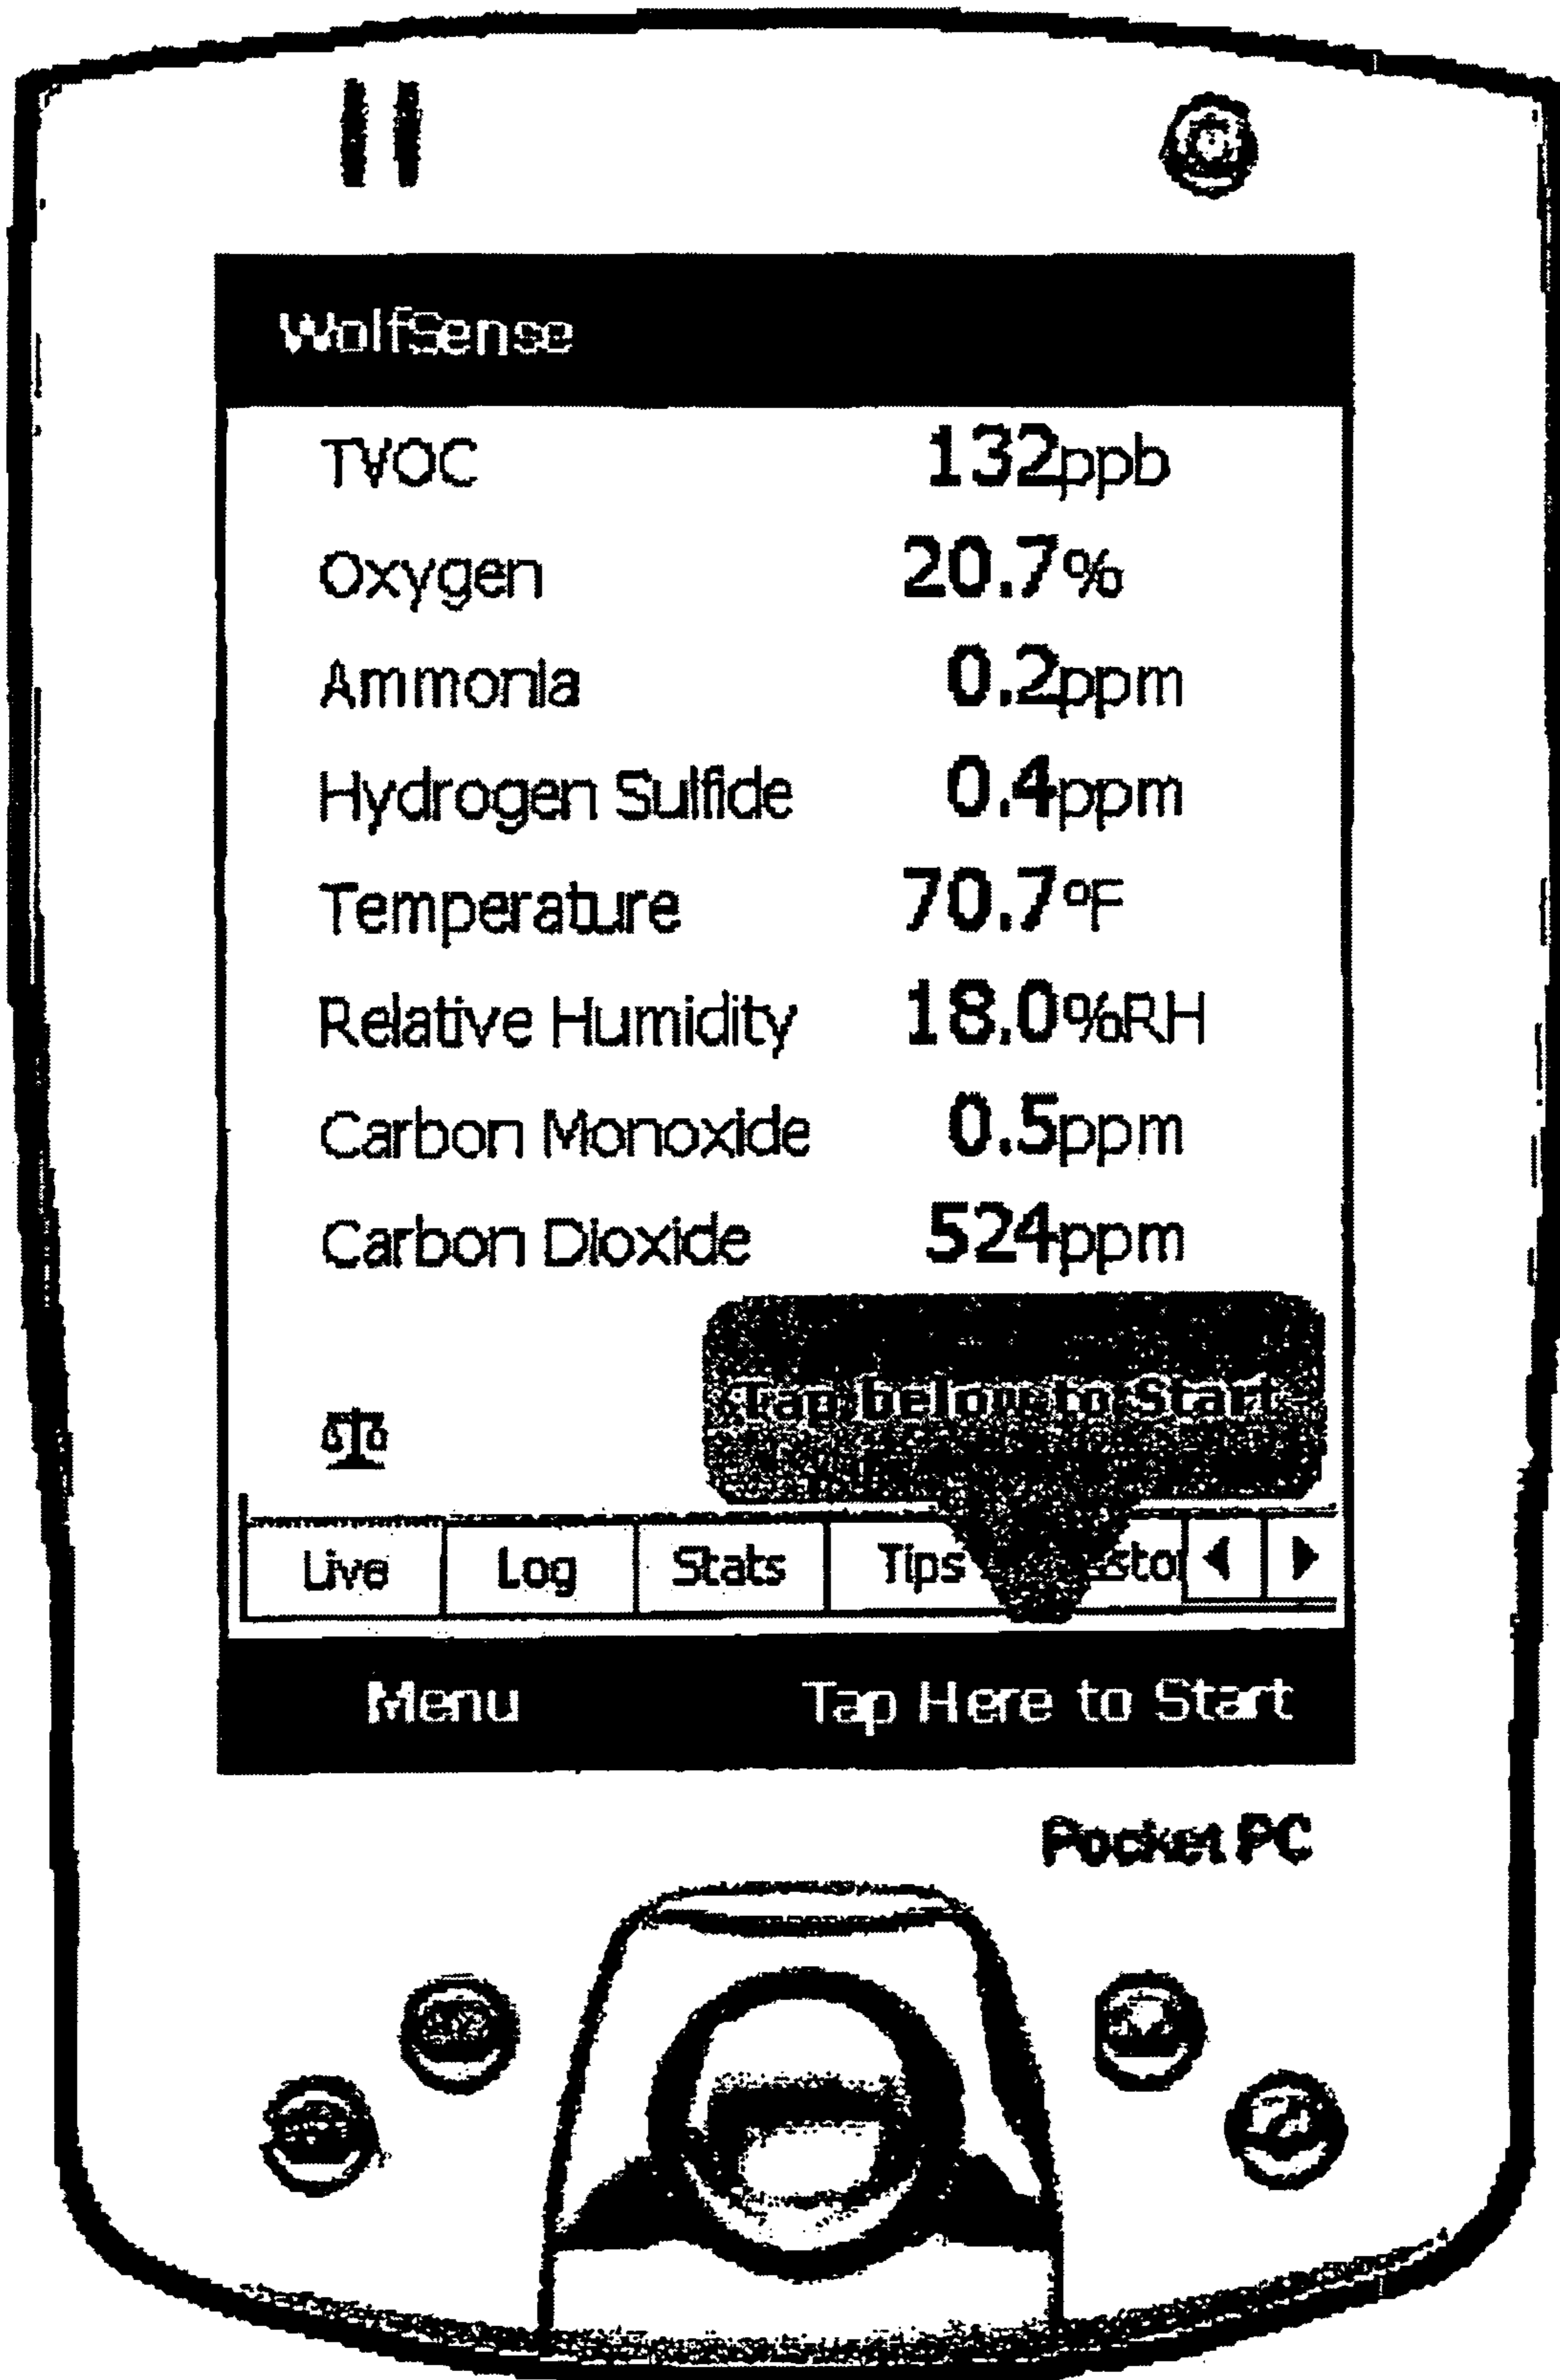 WolfSense
TVOC 132ppb
Oxygen 20.7%
Ammonia 0.2ppm
Hydrogen Sulfide 0.4ppm
Temperature 70.7°F
Relative Humidity 18.0%RH
Carbon Monoxide 0.5ppm
Carbon Dioxide 524ppm
Tap below to Start
Live Log Stats Tips
Menu Tap Here to Start
Pocket PC